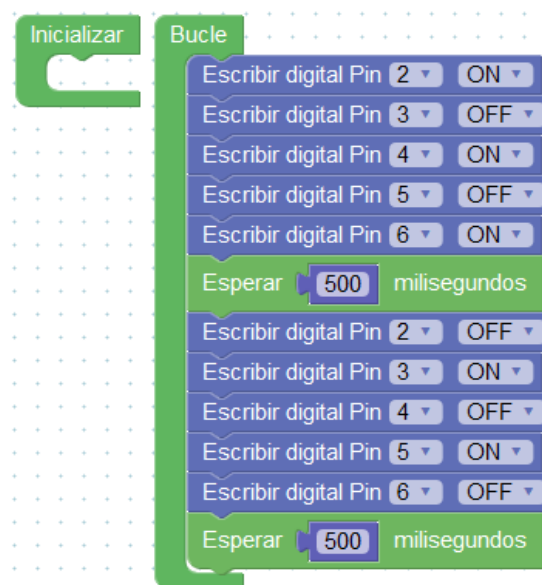 Inicializar
Bucle
Escribir digital Pin 2 ON
Escribir digital Pin 3 OFF
Escribir digital Pin 4 ON
Escribir digital Pin 5 OFF
Escribir digital Pin 6 ON
Esperar 500 milisegundos
Escribir digital Pin 2 OFF
Escribir digital Pin 3 ON
Escribir digital Pin 4 OFF
Escribir digital Pin 5 ON
Escribir digital Pin 6 OFF
Esperar 500 milisegundos